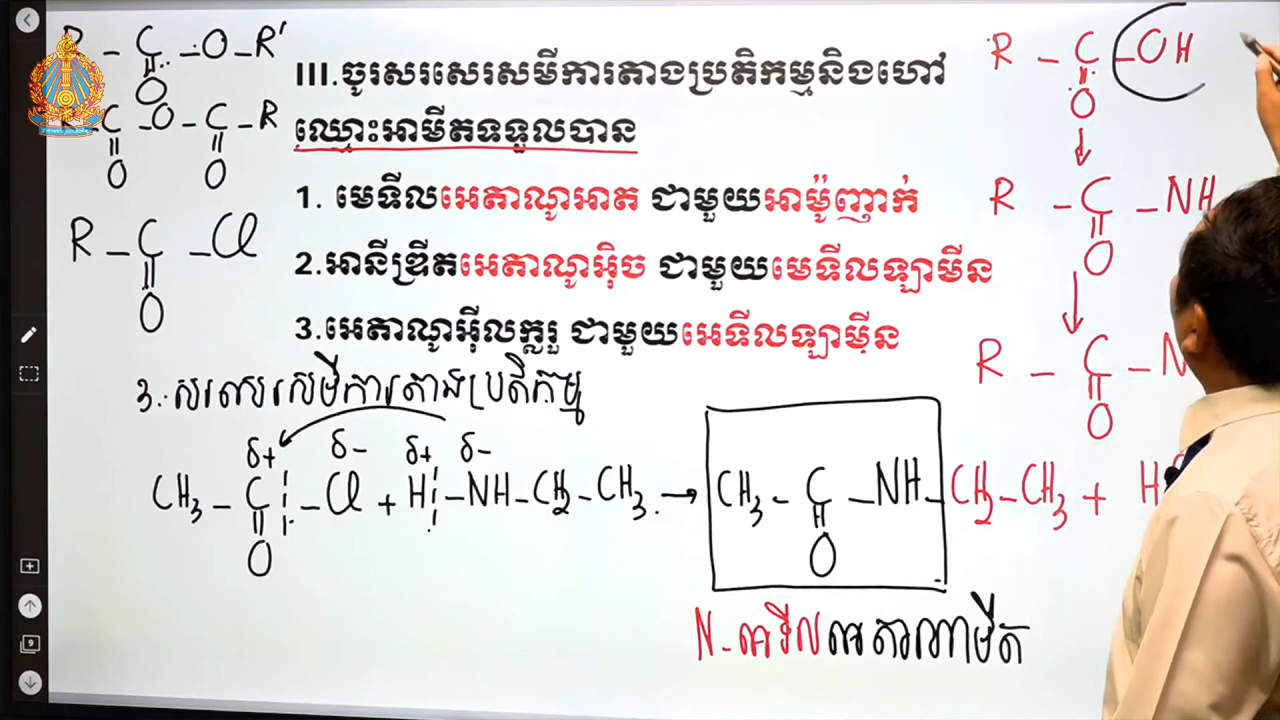 R - C - O - R'
O
R - C - O - C - R
O O
R - C - Cl
O
III.ចូរសរសេរសមីការតាងប្រតិកម្មនិងហៅ
ឈ្មោះអាមីតទទួលបាន
1. មេទីលអេតាណូអាត ជាមួយអាម៉ូញាក់
2.អានីឌ្រីតអេតាណូអ៊ិច ជាមួយមេទីលឡាមីន
3.អេតាណូអ៊ីលក្លរួ ជាមួយអេទីលឡាម៉ីន
R - C - OH
O
R - C - NH
O
R - C - N
O
3. សរសេរសមីការតាងប្រតិកម្ម
δ+ δ- δ+ δ-
CH3 - C - Cl + H - NH - CH2 - CH3 → CH3 - C - NH - CH2 - CH3 + H
O O
N-អេទីលអេតាណាមីត
9